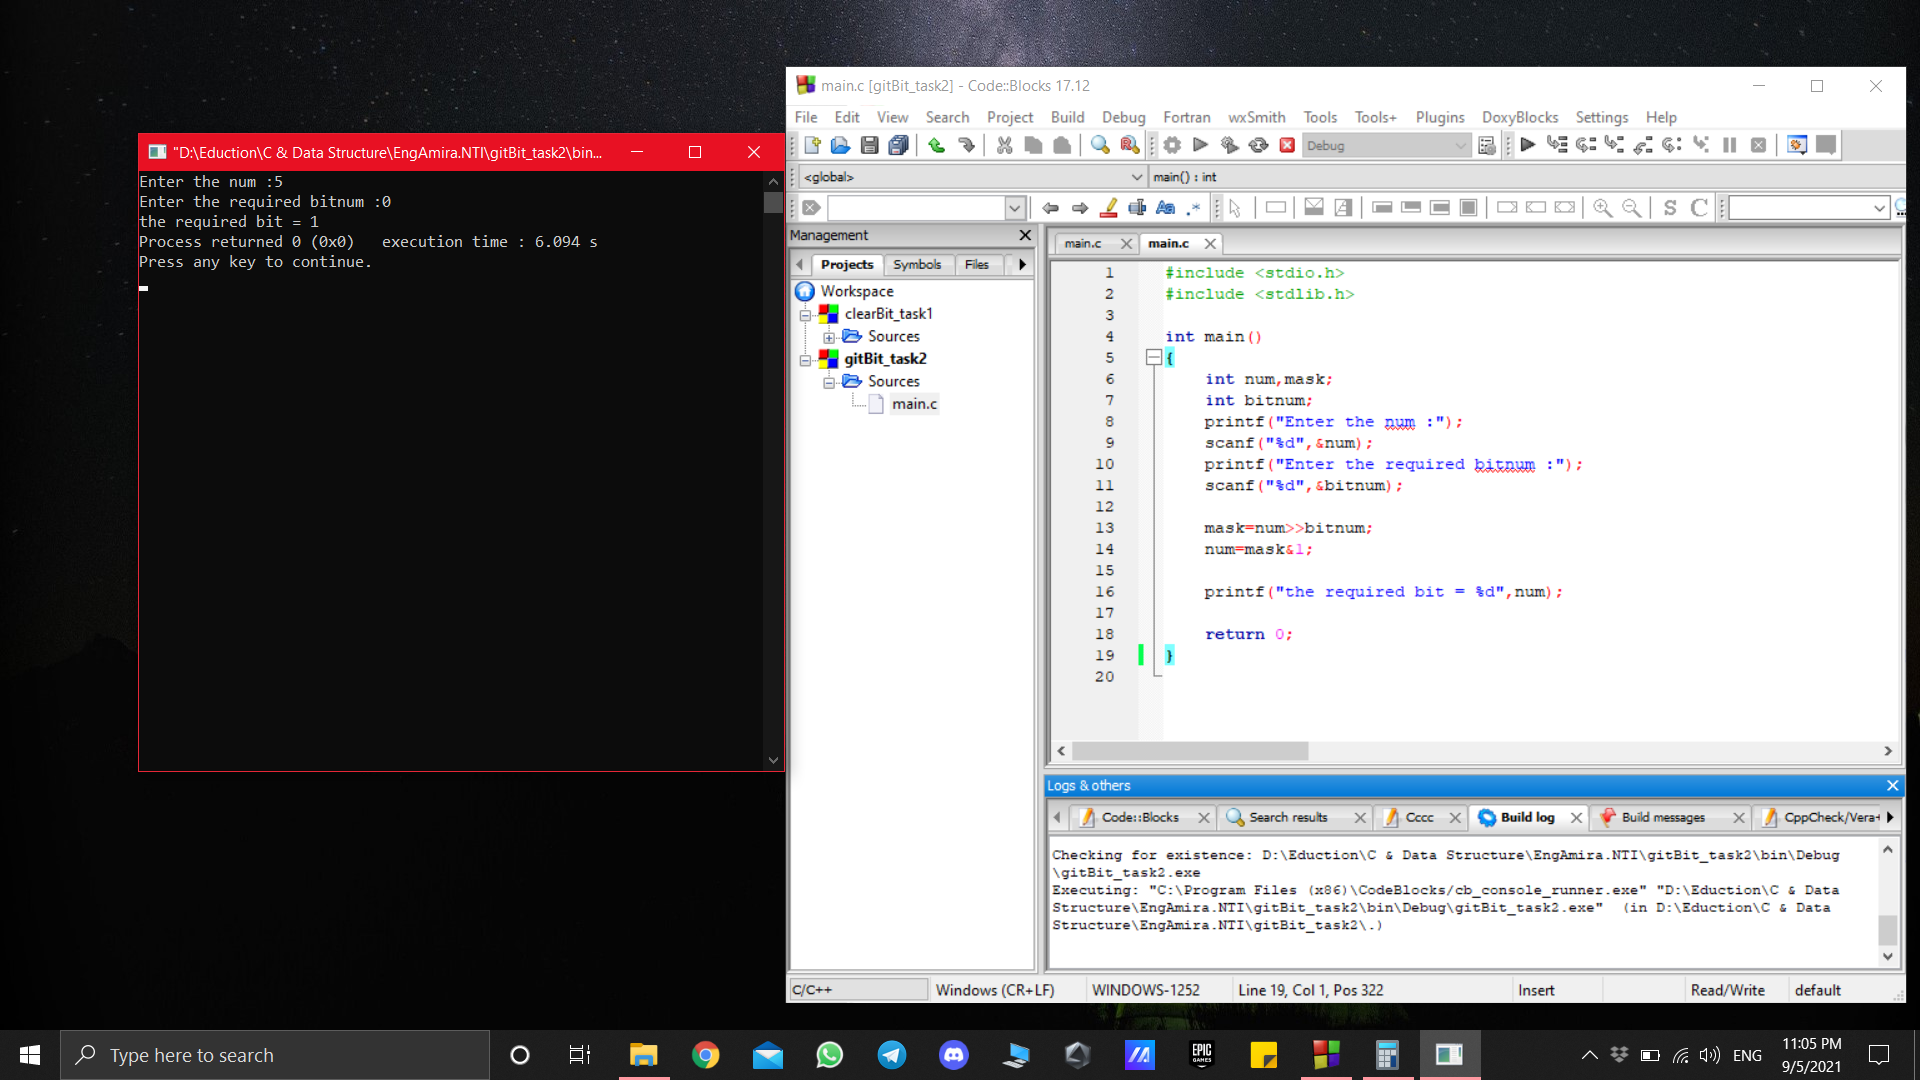 "D:\Eduction\C & Data Structure\EngAmira.NTI\gitBit_task2\bin...
Enter the num :5
Enter the required bitnum :0
the required bit = 1
Process returned 0 (0x0)   execution time : 6.094 s
Press any key to continue.
main.c [gitBit_task2] - Code::Blocks 17.12
File Edit View Search Project Build Debug Fortran wxSmith Tools Tools+ Plugins DoxyBlocks Settings Help
Debug
<global> main() : int
Aa .* S C
Management
Projects Symbols Files
Workspace
clearBit_task1
Sources
gitBit_task2
Sources
main.c
main.c main.c
1 #include <stdio.h>
2 #include <stdlib.h>
3
4 int main()
5 {
6 int num,mask;
7 int bitnum;
8 printf("Enter the num :");
9 scanf("%d",&num);
10 printf("Enter the required bitnum :");
11 scanf("%d",&bitnum);
12
13 mask=num>>bitnum;
14 num=mask&1;
15
16 printf("the required bit = %d",num);
17
18 return 0;
19 }
20
Logs & others
Code::Blocks Search results Cccc Build log Build messages CppCheck/Vera+
Checking for existence: D:\Eduction\C & Data Structure\EngAmira.NTI\gitBit_task2\bin\Debug
\gitBit_task2.exe
Executing: "C:\Program Files (x86)\CodeBlocks/cb_console_runner.exe" "D:\Eduction\C & Data
Structure\EngAmira.NTI\gitBit_task2\bin\Debug\gitBit_task2.exe"  (in D:\Eduction\C & Data
Structure\EngAmira.NTI\gitBit_task2\.)
C/C++ Windows (CR+LF) WINDOWS-1252 Line 19, Col 1, Pos 322 Insert Read/Write default
Type here to search
EPIC
GAMES
ENG
11:05 PM
9/5/2021